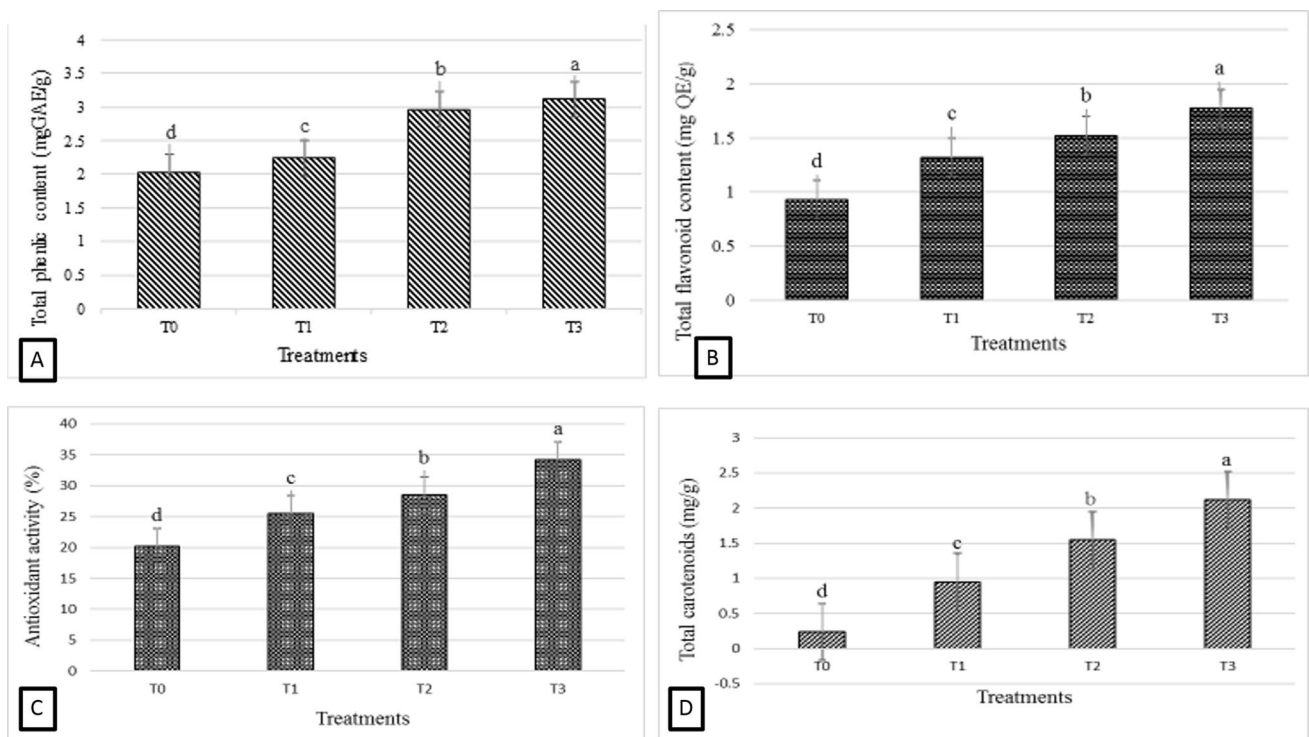 Total content (mgGAE/g)
4
3.5
3
2.5
2
1.5
1
0.5
0
d
c
b
a
T0
T1
T2
T3
Treatments
A
Total flavonoid content (mg QE/g)
2.5
2
1.5
1
0.5
0
d
c
b
a
T0
T1
T2
T3
Treatments
B
Antioxidant activity (%)
40
35
30
25
20
15
10
5
0
d
c
b
a
T0
T1
T2
T3
Treatments
C
Total carotenoids (mg/g)
3
2.5
2
1.5
1
0.5
0
-0.5
d
c
b
a
T0
T1
T2
T3
Treatments
D